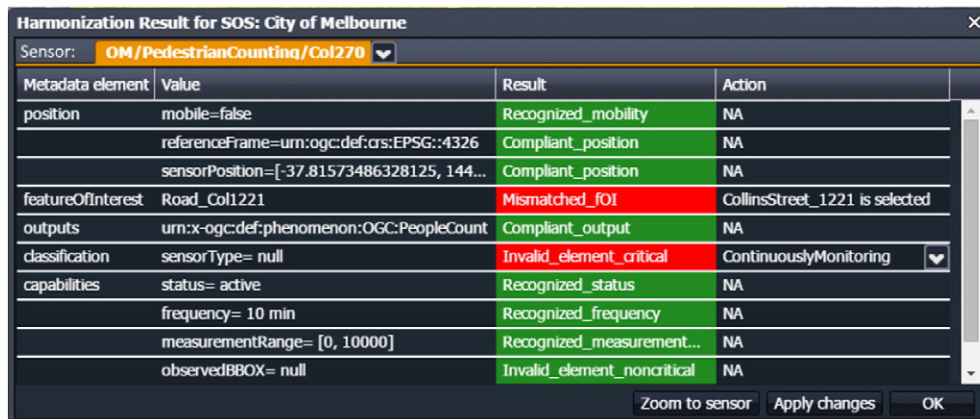 Harmonization Result for SOS: City of Melbourne
Sensor: OM/PedestrianCounting/Col270
Metadata element Value Result Action
position mobile=false Recognized_mobility NA
referenceFrame=urn:ogc:def:crs:EPSG::4326 Compliant_position NA
sensorPosition=[-37.81573486328125, 144... Compliant_position NA
featureOfInterest Road_Col1221 Mismatched_fOI CollinsStreet_1221 is selected
outputs urn:x-ogc:def:phenomenon:OGC:PeopleCount Compliant_output NA
classification sensorType= null Invalid_element_critical ContinuouslyMonitoring
capabilities status= active Recognized_status NA
frequency= 10 min Recognized_frequency NA
measurementRange= [0, 10000] Recognized_measurement... NA
observedBBOX= null Invalid_element_noncritical NA
Zoom to sensor Apply changes OK